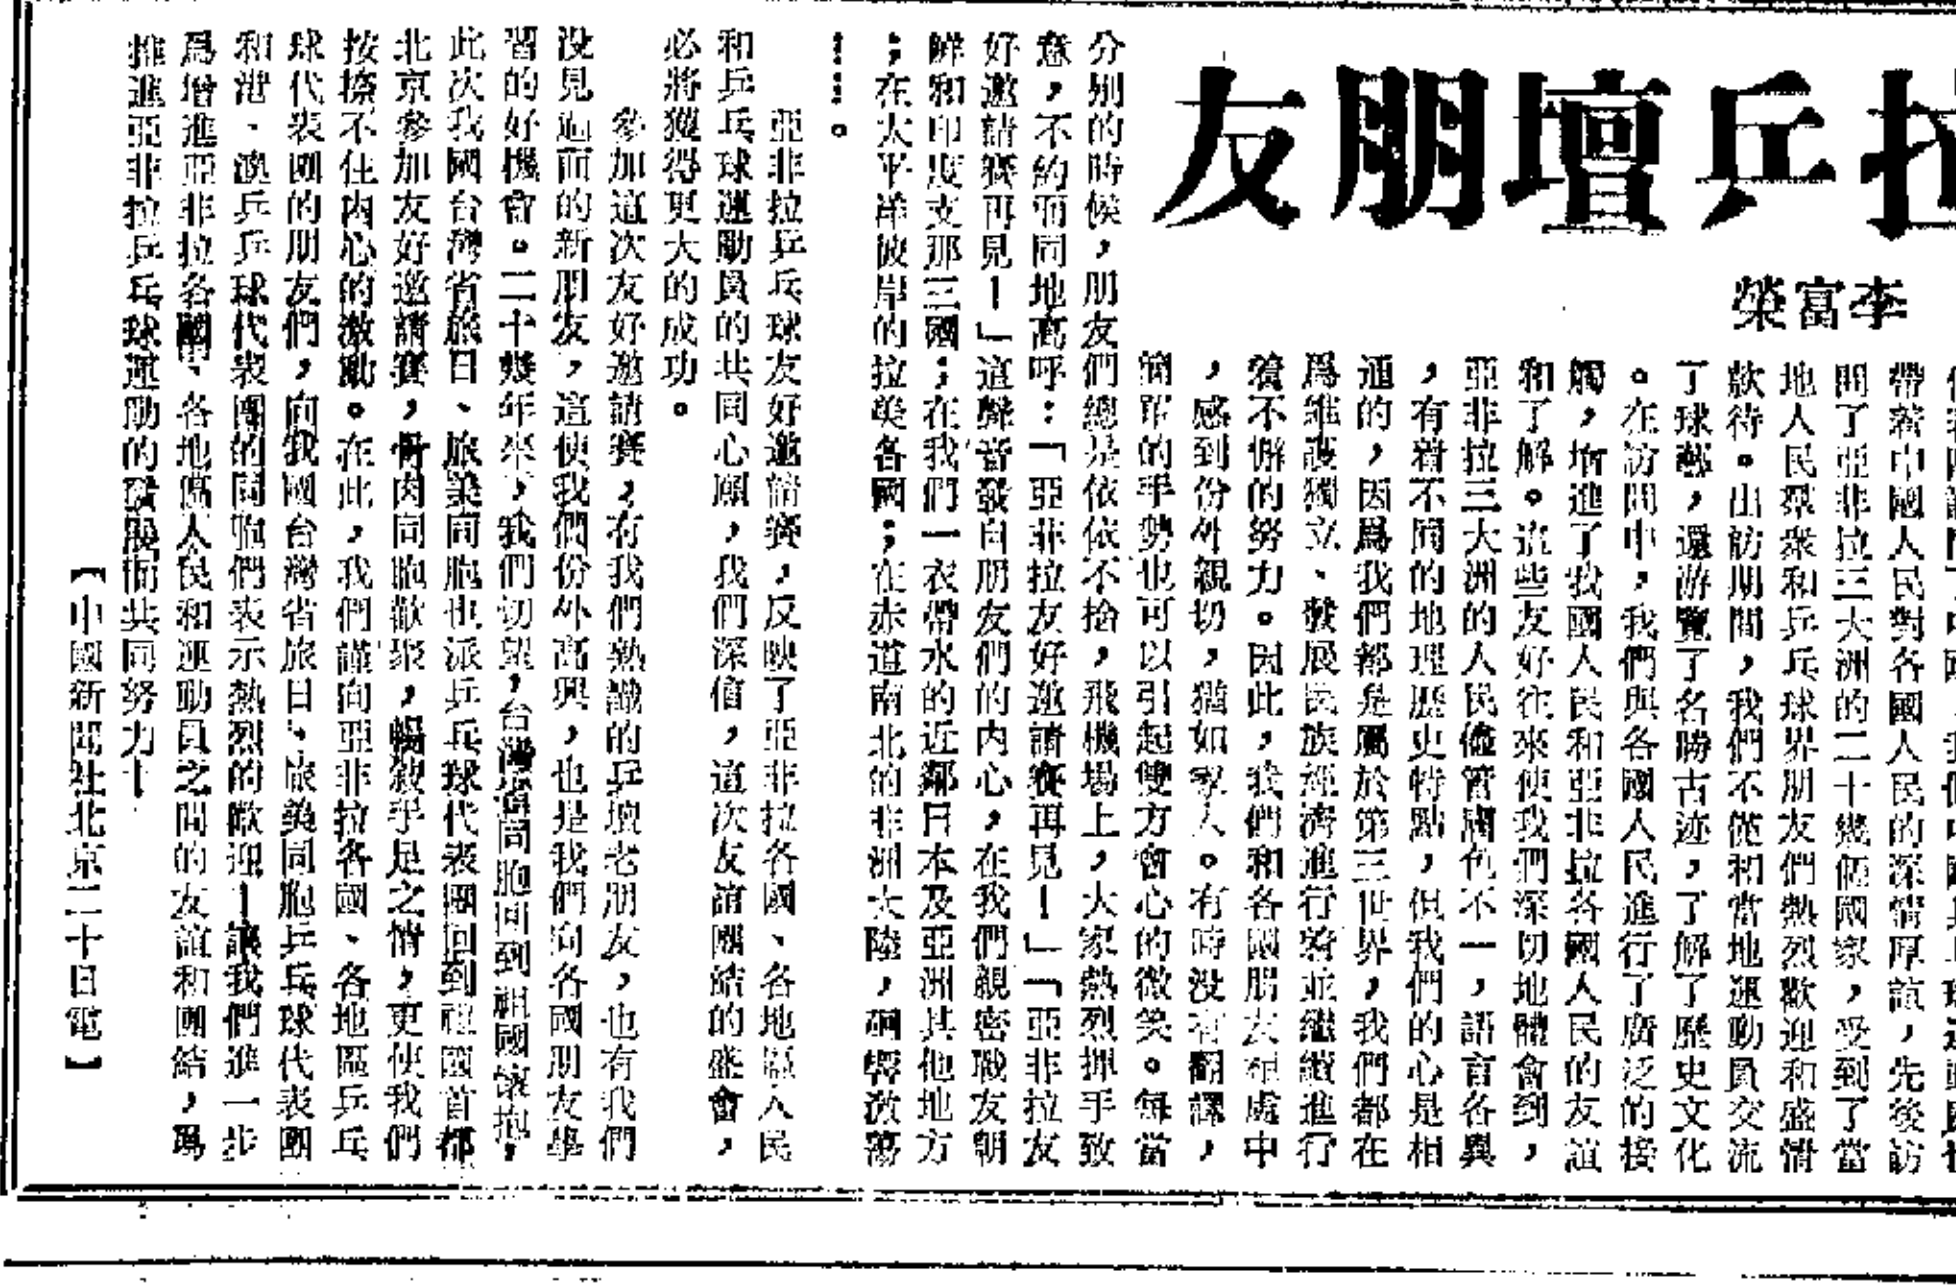 乒壇朋友
李富榮
帶着中國人民對各國人民的深情厚誼，先後訪
問了亞非拉三大洲的二十幾個國家，受到了當
地人民羣衆和乒乓球界朋友們熱烈歡迎和盛情
款待。出訪期間，我們不僅和當地運動員交流
了球藝，還游覽了名勝古迹，了解了歷史文化
。在訪問中，我們與各國人民進行了廣泛的接
觸，增進了我國人民和亞非拉各國人民的友誼
和了解。這些友好往來使我們深切地體會到，
亞非拉三大洲的人民儘管膚色不一，語言各異
，有着不同的地理歷史特點，但我們的心是相
通的，因爲我們都是屬於第三世界，我們都在
爲維護獨立、發展民族經濟進行着並繼續進行
着不懈的努力。因此，我們和各國朋友相處中
，感到份外親切，猶如家人。有時没有翻譯，
簡單的手勢也可以引起雙方會心的微笑。每當
分别的時候，朋友們總是依依不捨，飛機場上，大家熱烈揮手致
意，不約而同地高呼：「亞非拉友好邀請賽再見！」「亞非拉友
好邀請賽再見！」這聲音發自朋友們的内心，在我們親密戰友朝
鮮和印度支那三國；在我們一衣帶水的近鄰日本及亞洲其他地方
；在太平洋彼岸的拉美各國；在赤道南北的非洲大陸，迴響激蕩
……。
亞非拉乒乓球友好邀請賽，反映了亞非拉各國、各地區人民
和乒乓球運動員的共同心願，我們深信，這次友誼團結的盛會，
必將獲得更大的成功。
參加這次友好邀請賽，有我們熟識的乒壇老朋友，也有我們
没見過面的新朋友，這使我們份外高興，也是我們向各國朋友學
習的好機會。二十幾年來，我們切望，台灣省同胞回到祖國懷抱，
此次我國台灣省旅日、旅美同胞也派乒乓球代表團回到祖國首都
北京參加友好邀請賽，骨肉同胞歡聚，暢敍手足之情，更使我們
按捺不住内心的激動。在此，我們謹向亞非拉各國、各地區乒乓
球代表團的朋友們，向我國台灣省旅日、旅美同胞乒乓球代表團
和港、澳乒乓球代表團的同胞們表示熱烈的歡迎！讓我們進一步
爲增進亞非拉各國、各地區人民和運動員之間的友誼和團結，爲
推進亞非拉乒乓球運動的發展而共同努力！
【中國新聞社北京二十日電】